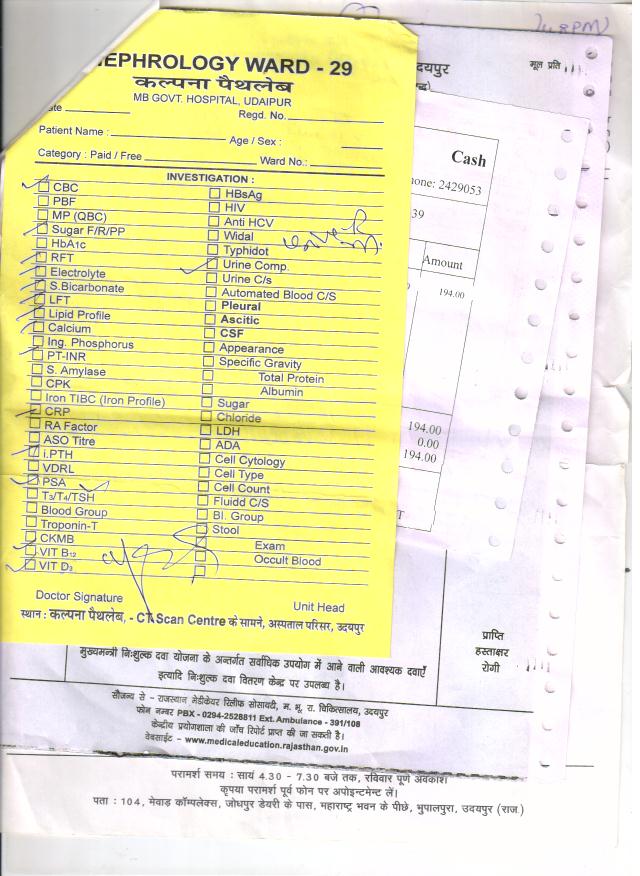 NEPHROLOGY WARD - 29
कल्पना पैथलेब
MB GOVT. HOSPITAL, UDAIPUR
ate
Regd. No.
Patient Name :
Age / Sex :
Category : Paid / Free
Ward No.:
INVESTIGATION :
CBC
PBF
MP (QBC)
Sugar F/R/PP
HbA1c
RFT
Electrolyte
S.Bicarbonate
LFT
Lipid Profile
Calcium
Ing. Phosphorus
PT-INR
S. Amylase
CPK
Iron TIBC (Iron Profile)
CRP
RA Factor
ASO Titre
i.PTH
VDRL
PSA
T3/T4/TSH
Blood Group
Troponin-T
CKMB
VIT B12
VIT D3
HBsAg
HIV
Anti HCV
Widal
Typhidot
Urine Comp.
Urine C/s
Automated Blood C/S
Pleural
Ascitic
CSF
Appearance
Specific Gravity
Total Protein
Albumin
Sugar
Chloride
LDH
ADA
Cell Cytology
Cell Type
Cell Count
Fluidd C/S
Bl. Group
Stool
Exam
Occult Blood
Doctor Signature
Unit Head
स्थान : कल्पना पैथलेब, - CT Scan Centre के सामने, अस्पताल परिसर, उदयपुर
दयपुर
मूल प्रति
Cash
one: 2429053
39
Amount
194.00
194.00
0.00
194.00
T
प्राप्ति
हस्ताक्षर
रोगी
मुख्यमन्त्री निःशुल्क दवा योजना के अन्तर्गत सर्वाधिक उपयोग में आने वाली आवश्यक दवाएँ
इत्यादि निःशुल्क दवा वितरण केन्द्र पर उपलब्ध है।
सौजन्य से - राजस्थान मेडीकेयर रिलीफ सोसायटी, म. भू. रा. चिकित्सालय, उदयपुर
फोन नम्बर PBX - 0294-2528811 Ext. Ambulance - 391/108
केन्द्रीय प्रयोगशाला की जाँच रिपोर्ट प्राप्त की जा सकती है।
वेबसाईट - www.medicaleducation.rajasthan.gov.in
परामर्श समय : सायं 4.30 - 7.30 बजे तक, रविवार पूर्ण अवकाश
कृपया परामर्श पूर्व फोन पर अपोइन्टमेन्ट लें।
पता : 104, मेवाड़ कॉम्पलेक्स, जोधपुर डेयरी के पास, महाराष्ट्र भवन के पीछे, भुपालपुरा, उदयपुर (राज.)